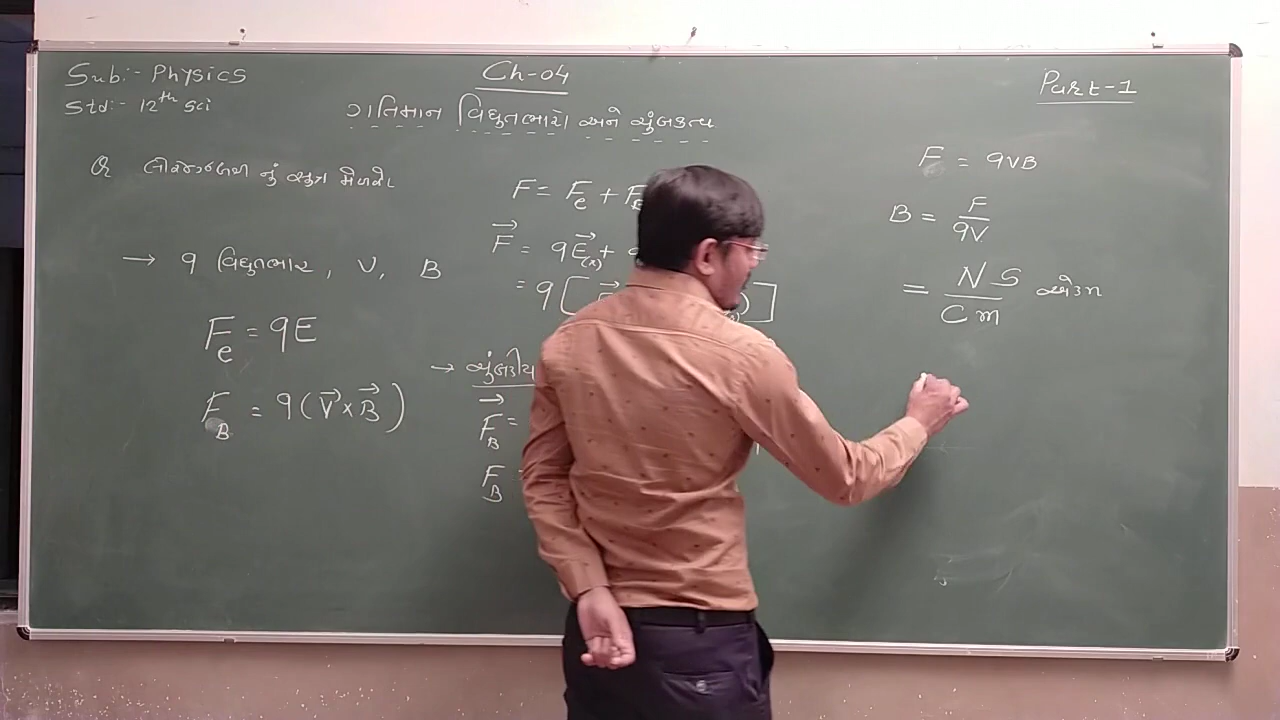 Sub:- Physics
Std:- 12th Sci
Ch-04
Part-1
ગતિમાન વિદ્યુતભારો અને ચુંબકત્વ
Q લોરેન્ઝબળ નું સુત્ર મેળવો.
→ q વિદ્યુતભાર, V, B
Fe = qE
FB = q(V⃗×B⃗)
F = Fe + FB
F⃗ = qE⃗(r)+
= q[ ) ]
→ ચુંબકીય
F⃗B =
FB
F = qVB
B = F/qV
= N S/C m એકમ